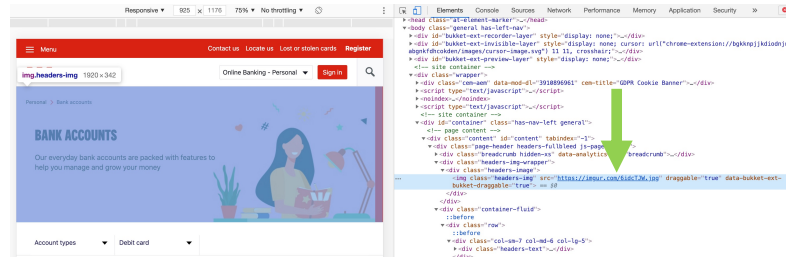 Responsive ▼ 925 x 1176 75% ▼ No throttling ▼
Menu
Contact us Locate us Lost or stolen cards Register
img.headers-img 1920 × 342
Online Banking - Personal ▼ Sign in
Personal | Bank accounts
BANK ACCOUNTS
Our everyday bank accounts are packed with features to
help you manage and grow your money
Account types ▼ Debit card ▼
Elements Console Sources Network Performance Memory Application Security »
▶<head class="at-element-marker">…</head>
▼<body class="general has-left-nav">
▶<div id="bukket-ext-recorder-layer" style="display: none;">…</div>
▶<div id="bukket-ext-invisible-layer" style="display: none; cursor: url("chrome-extension://
crosshair;">…</div>
▶<div id="bukket-ext-preview-layer" style="display: none;">…</div>
<!-- site container -->
▼<div class="wrapper">
▶<div class="cem-aom" data-mod-dl="3910896961" cem-title="GDPR Cookie Banner">…</div>
▶<script type="text/javascript">…</script>
▶<noindex>…</noindex>
▶<script type="text/javascript">…</script>
<!-- site container -->
▼<div id="container" class="has-nav-left general">
<!-- page content -->
▼<div class="content" id="content" tabindex="-1">
▼<div class="page-header headers-fullbleed js-pag
▶<div class="breadcrumb hidden-xs" data-analytics breadcrumb">…</div>
▼<div class="headers-img-wrapper">
▼<div class="headers-image">
<img class="headers-img" src="https://imgur.com/6idcTJW.jpg" draggable="true" data-bukket-ext-
bukket-draggable="true"> == $0
</div>
</div>
▼<div class="container-fluid">
::before
▼<div class="row">
::before
▼<div class="col-sm-7 col-md-6 col-lg-5">
▶<div class="headers-text">…</div>
</div>